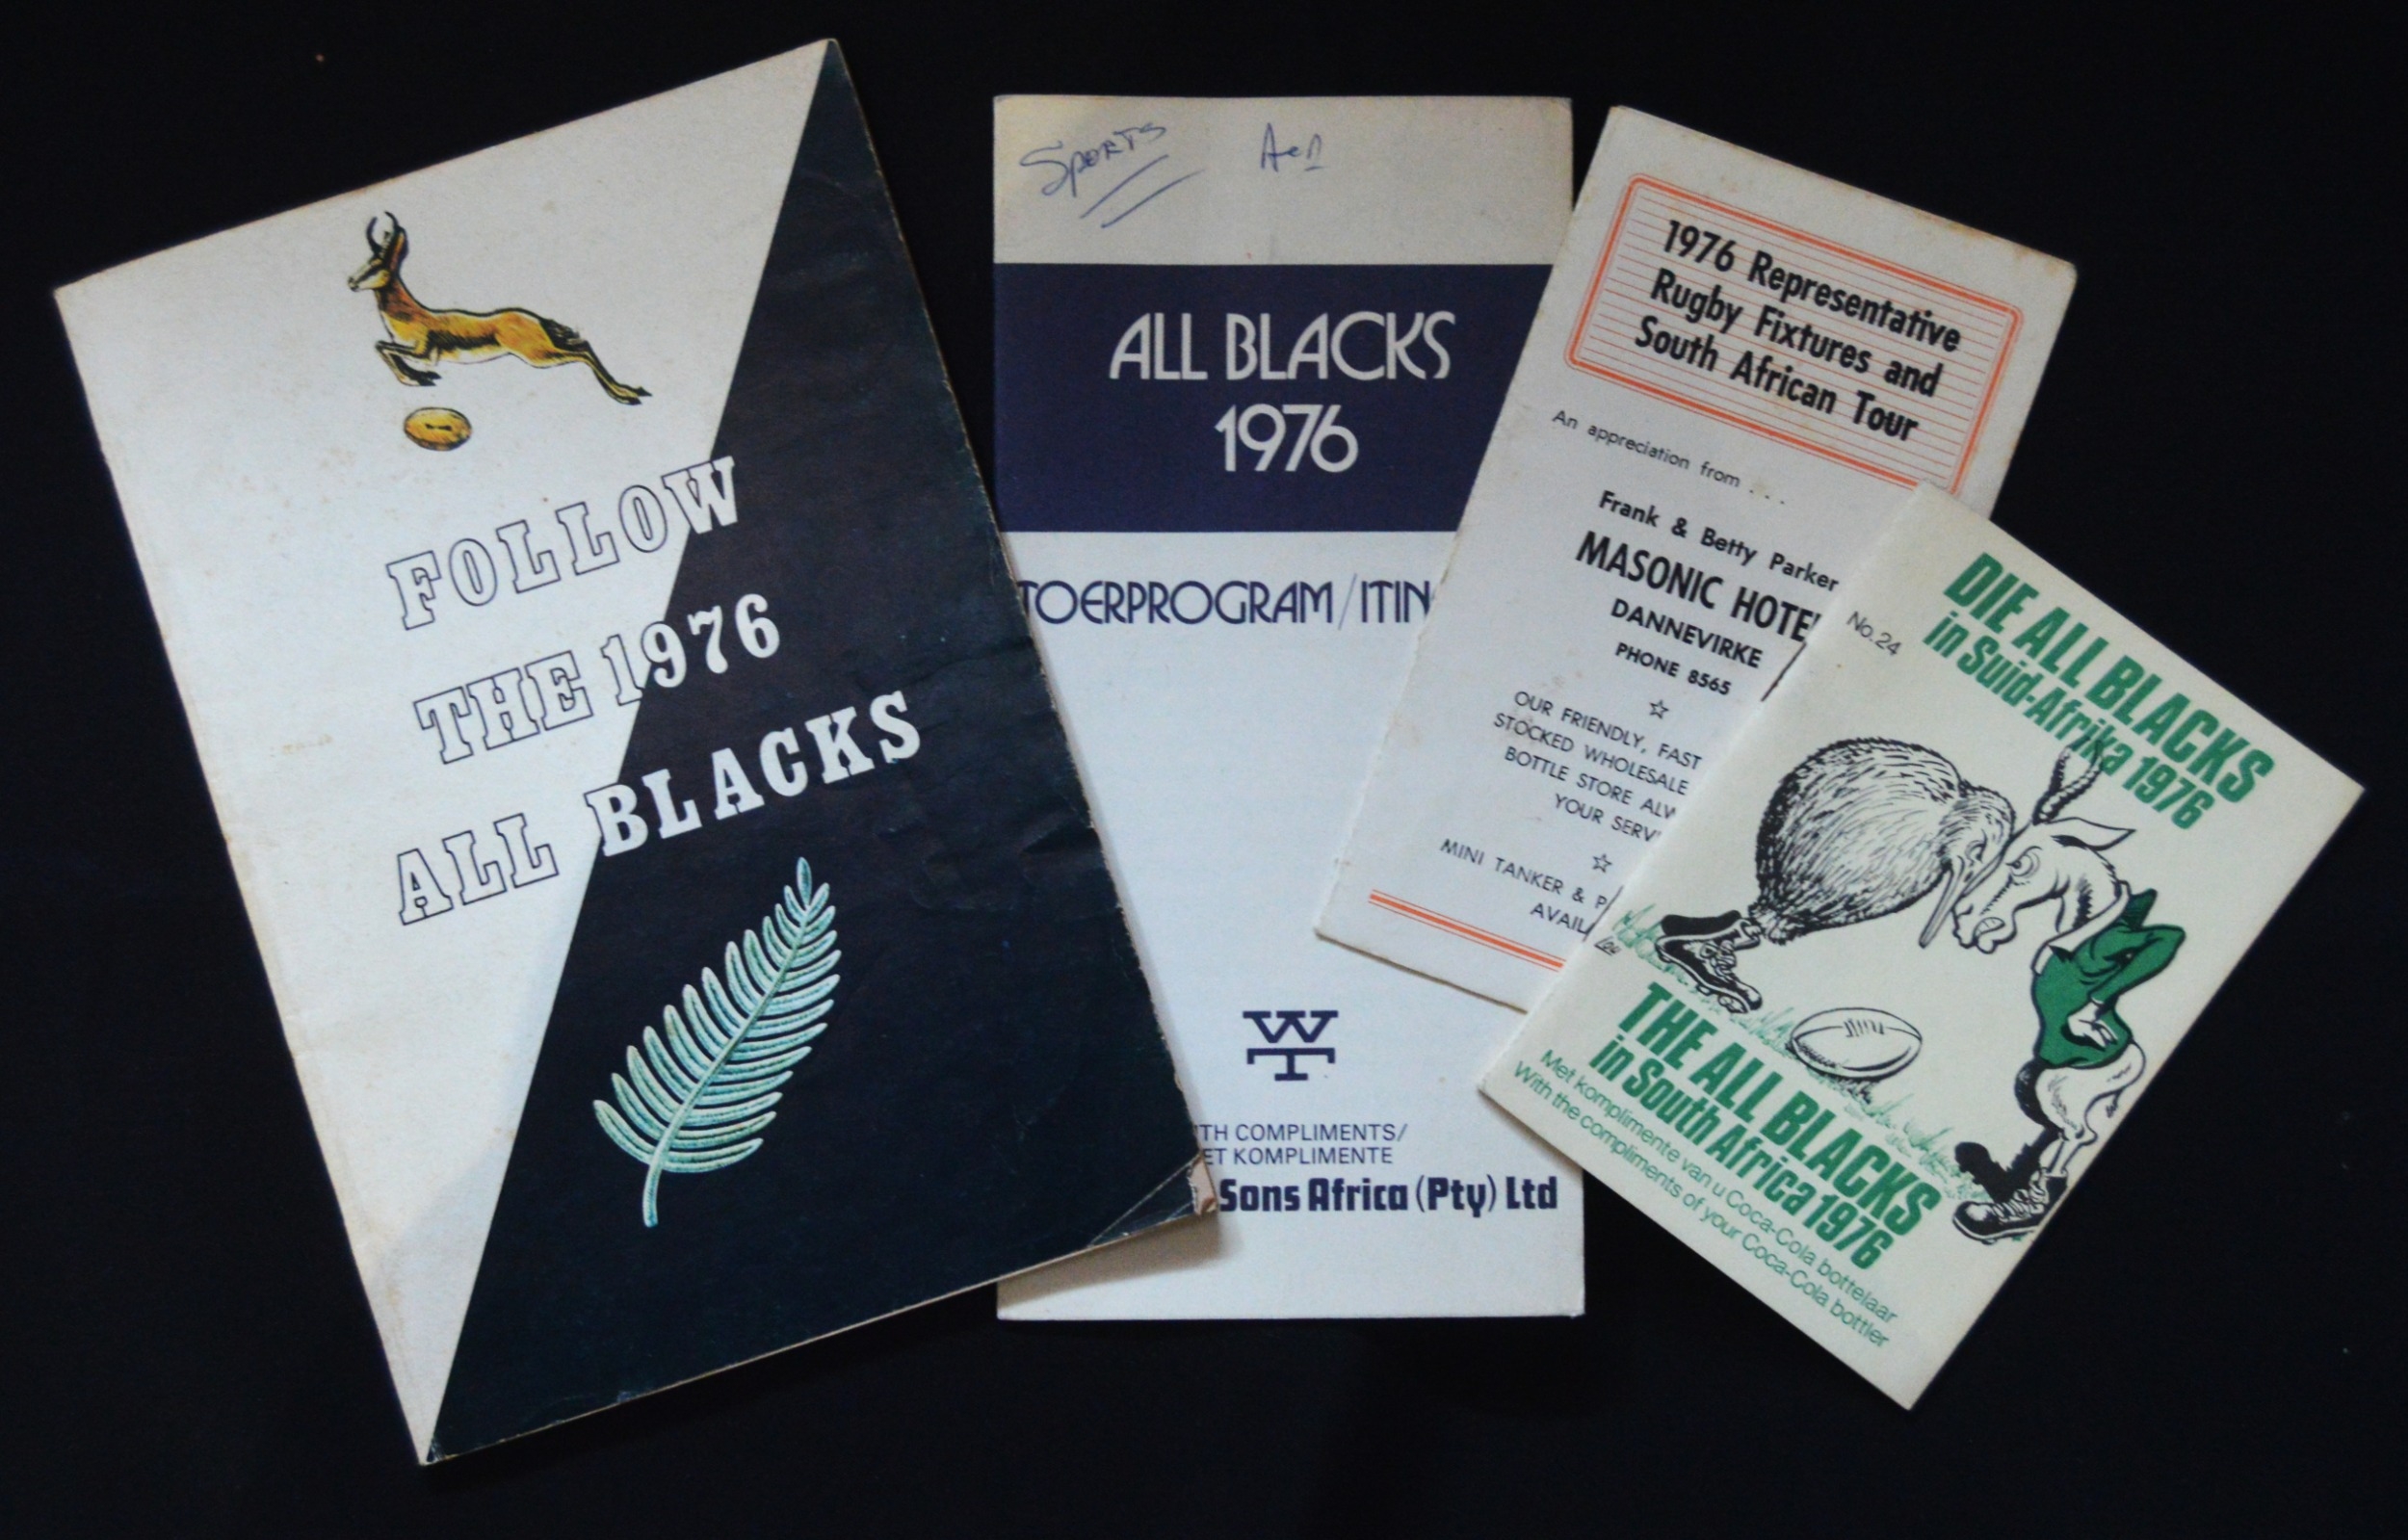 FOLLOW
THE 1976
ALL BLACKS
Sports
ALL BLACKS
1976
TOERPROGRAM/ITIN
WT
TH COMPLIMENTS/
ET KOMPLIMENTE
Sons Africa (Pty) Ltd
1976 Representative
Rugby Fixtures and
South African Tour
An appreciation from . . .
Frank & Betty Parker
MASONIC HOTEL
DANNEVIRKE
PHONE 8565
OUR FRIENDLY, FAST
STOCKED WHOLESALE
BOTTLE STORE ALW
YOUR SERV
MINI TANKER & P
AVAIL
No. 24
DIE ALL BLACKS
in Suid-Afrika 1976
THE ALL BLACKS
in South Africa 1976
Met komplimente van u Coca-Cola bottelaar
With the compliments of your Coca-Cola bottler